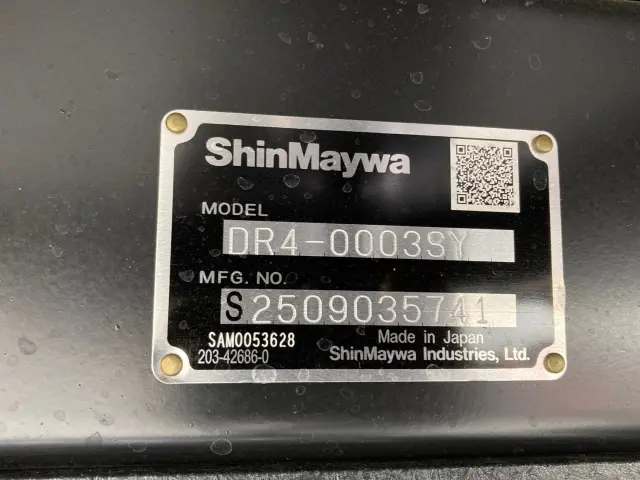 ShinMaywa
MODEL
DR4-0003SY
MFG. NO.
S2509035741
SAM0053628
Made in Japan
203-42686-0
ShinMaywa Industries, Ltd.